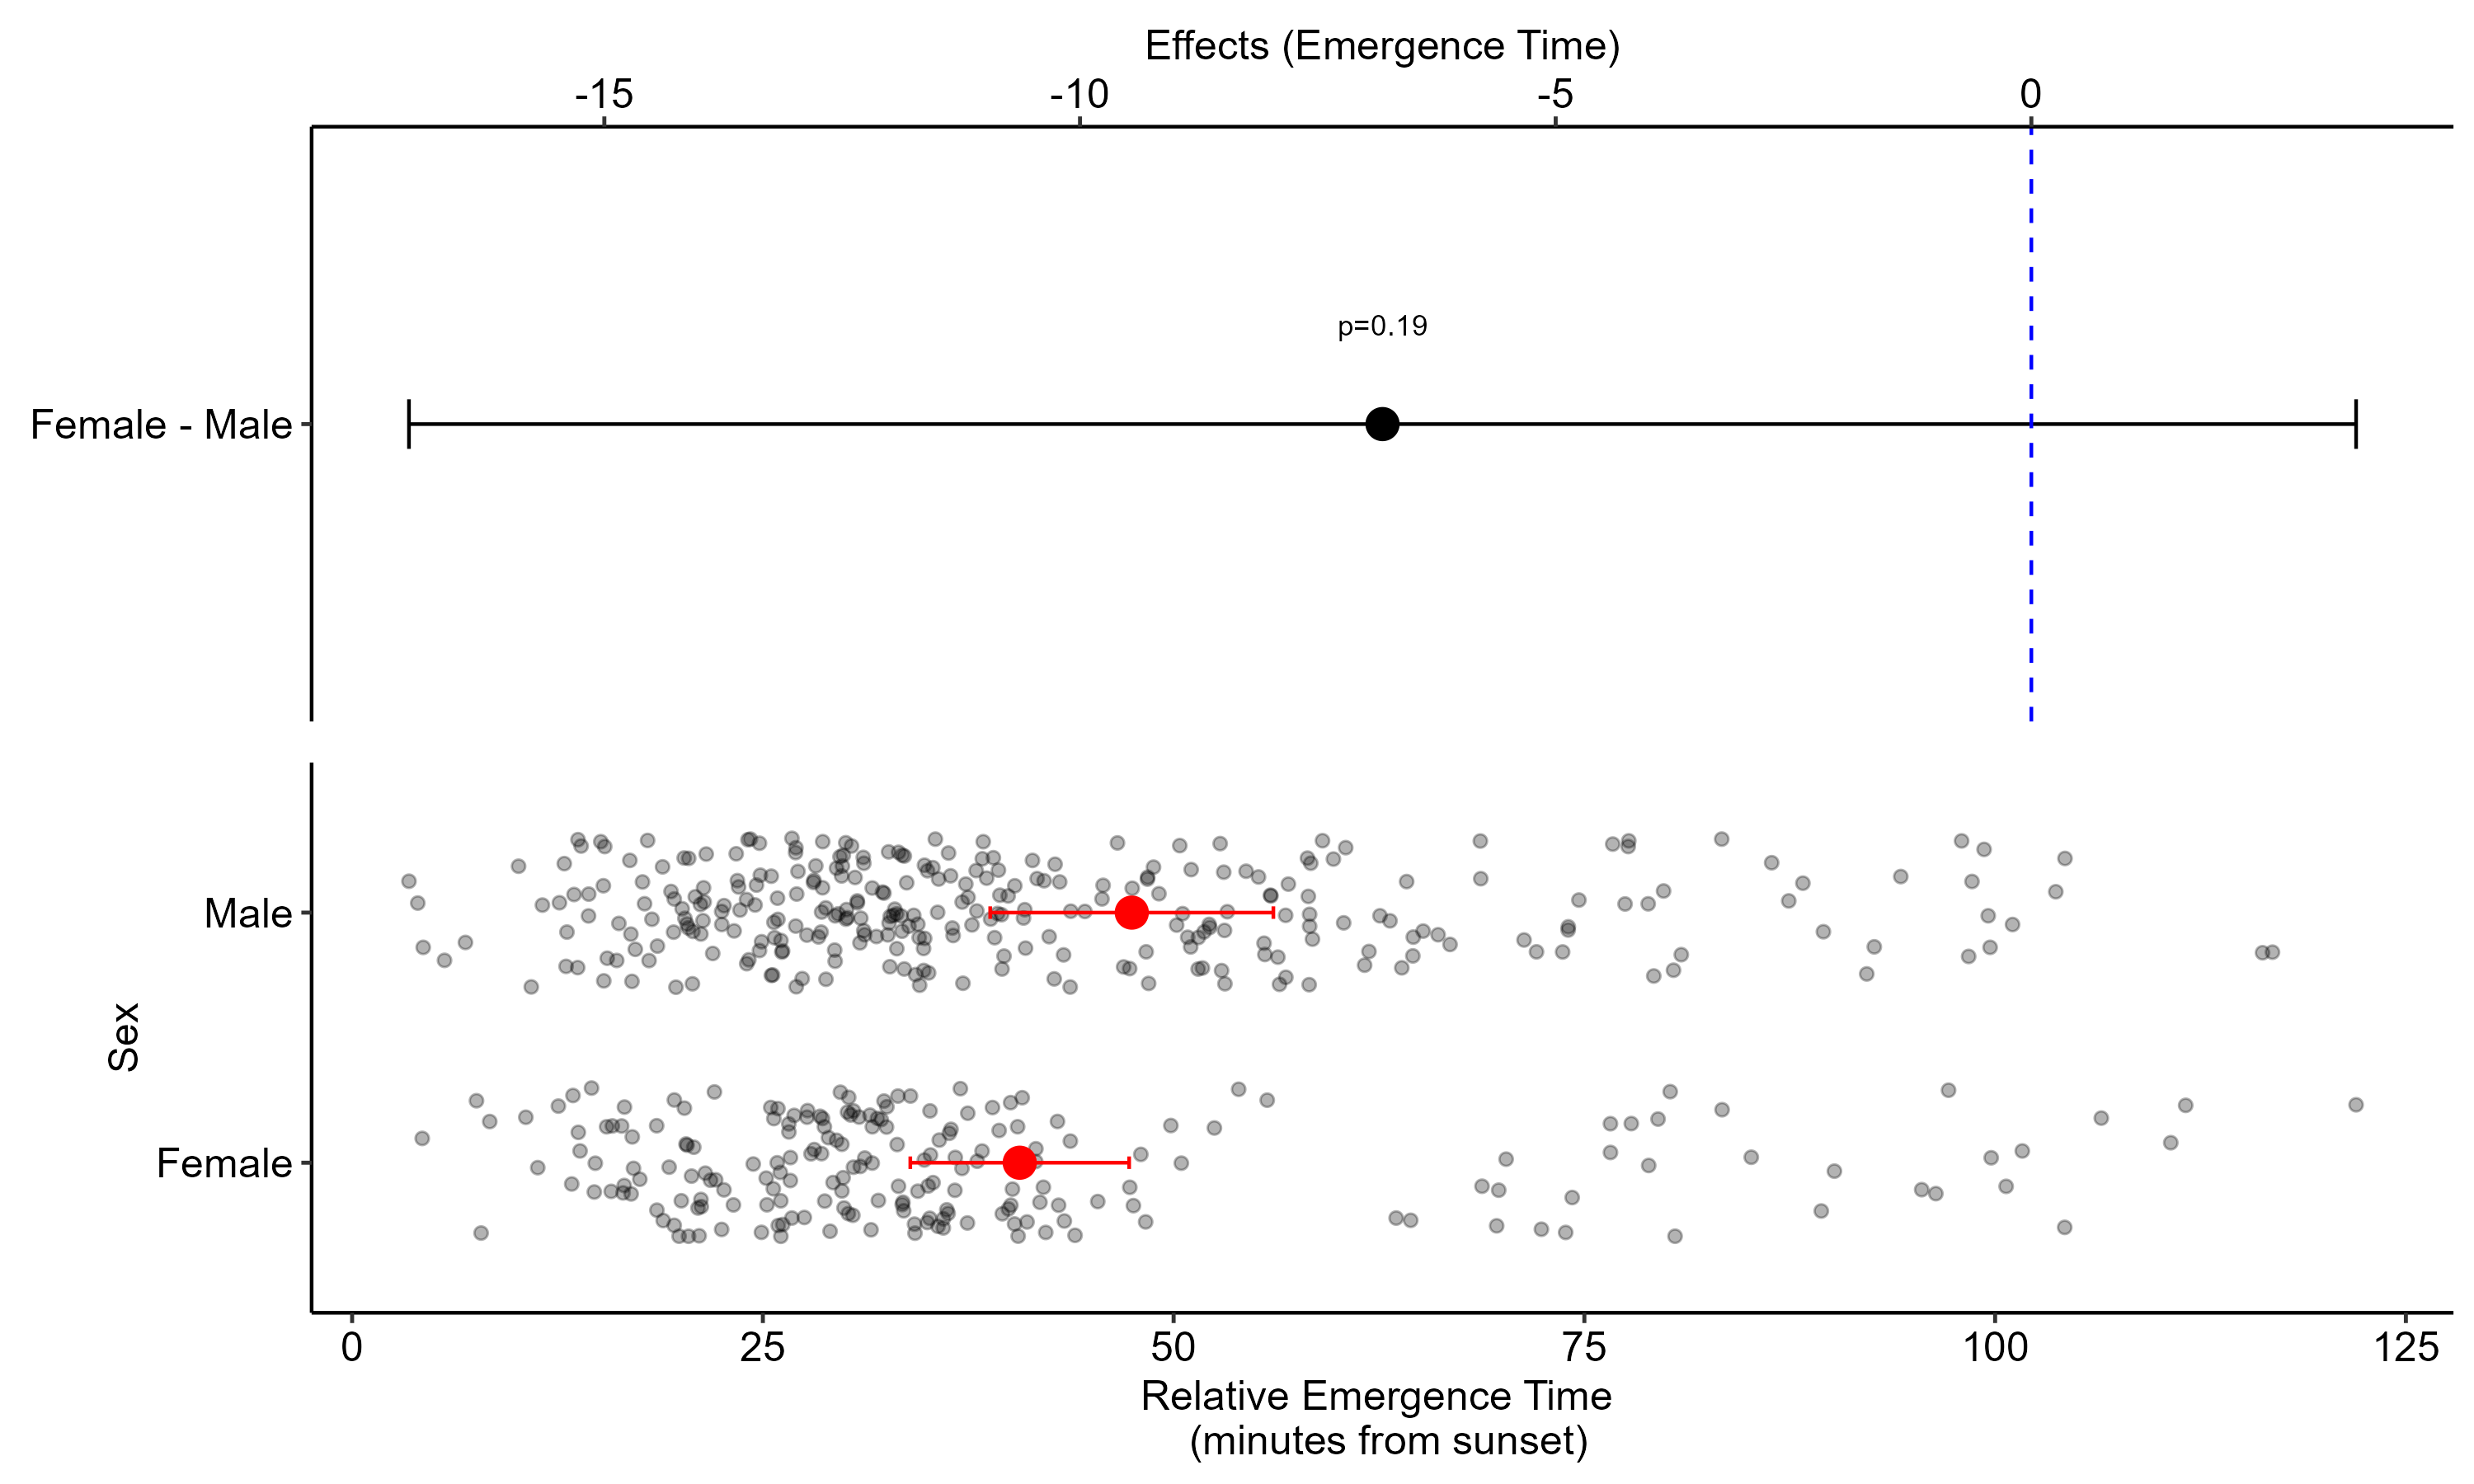 Effects (Emergence Time)
-15 -10 -5 0
p=0.19
Female - Male
Male
Female
Sex
0 25 50 75 100 125
Relative Emergence Time
(minutes from sunset)